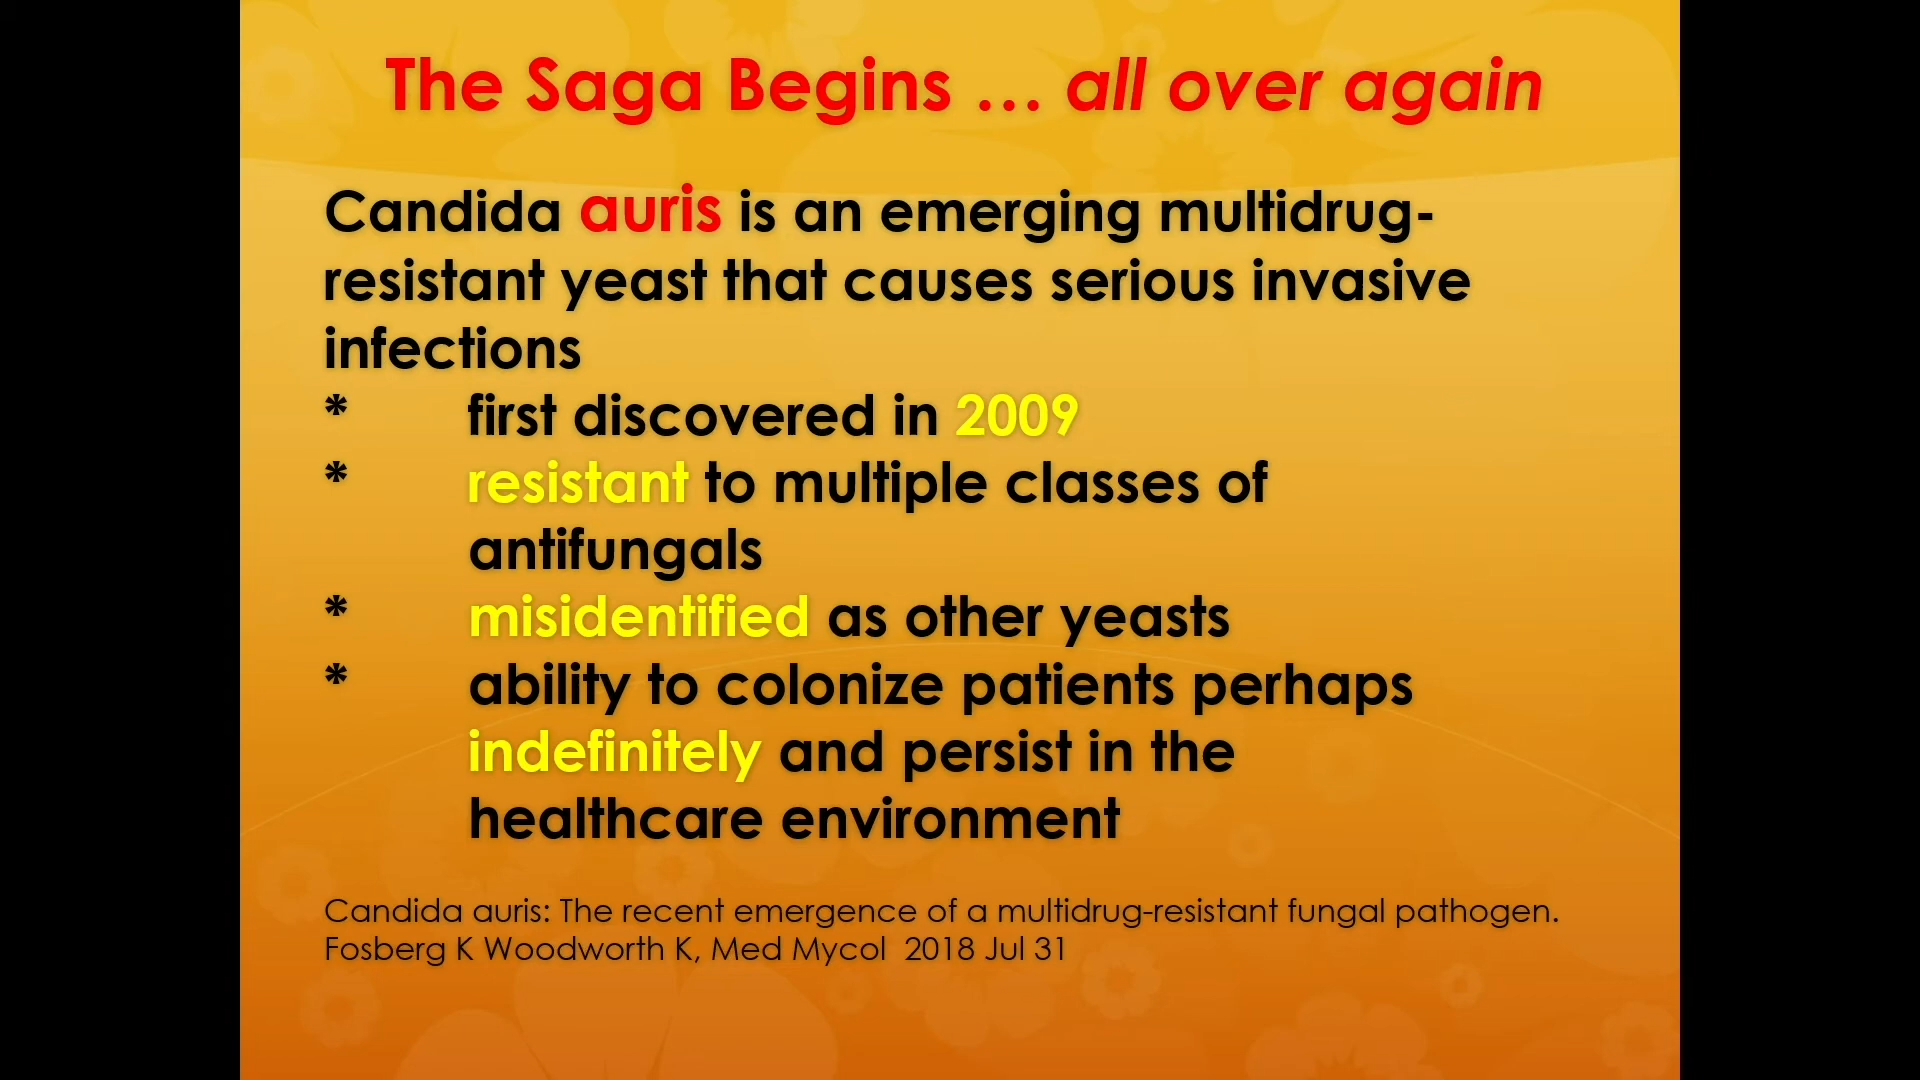 The Saga Begins … all over again
Candida auris is an emerging multidrug-
resistant yeast that causes serious invasive
infections
* first discovered in 2009
* resistant to multiple classes of
antifungals
* misidentified as other yeasts
* ability to colonize patients perhaps
indefinitely and persist in the
healthcare environment
Candida auris: The recent emergence of a multidrug-resistant fungal pathogen.
Fosberg K Woodworth K, Med Mycol 2018 Jul 31